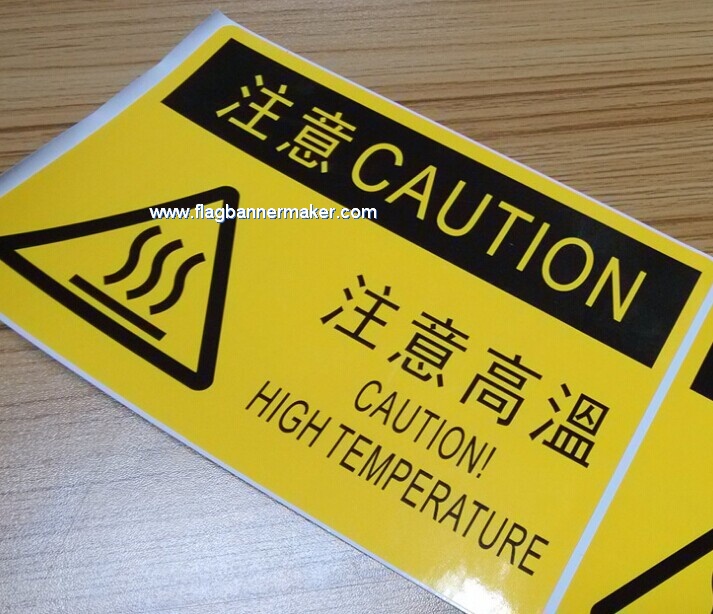 注意 CAUTION
www.flagbannermaker.com
注意高溫
CAUTION!
HIGH TEMPERATURE